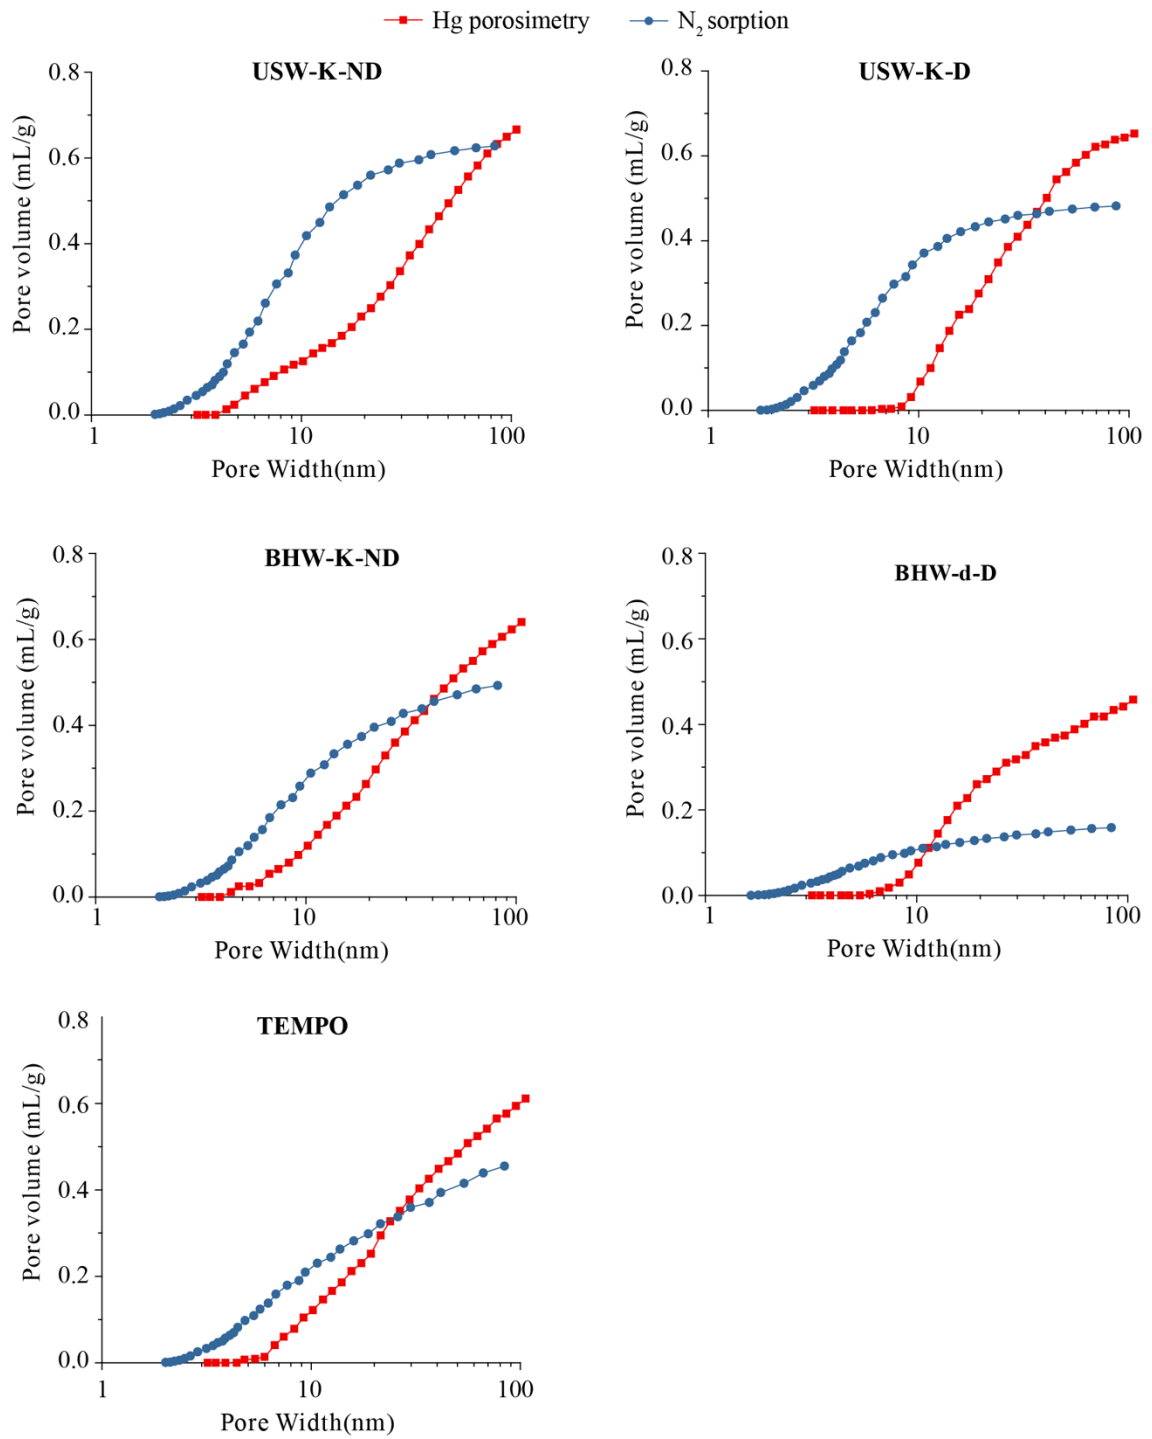 Hg porosimetry N2 sorption
USW-K-ND
Pore volume (mL/g)
0.8
0.6
0.4
0.2
0.0
1 10 100
Pore Width(nm)
USW-K-D
Pore volume (mL/g)
0.8
0.6
0.4
0.2
0.0
1 10 100
Pore Width(nm)
BHW-K-ND
Pore volume (mL/g)
0.8
0.6
0.4
0.2
0.0
1 10 100
Pore Width(nm)
BHW-d-D
Pore volume (mL/g)
0.8
0.6
0.4
0.2
0.0
1 10 100
Pore Width(nm)
TEMPO
Pore volume (mL/g)
0.8
0.6
0.4
0.2
0.0
1 10 100
Pore Width(nm)